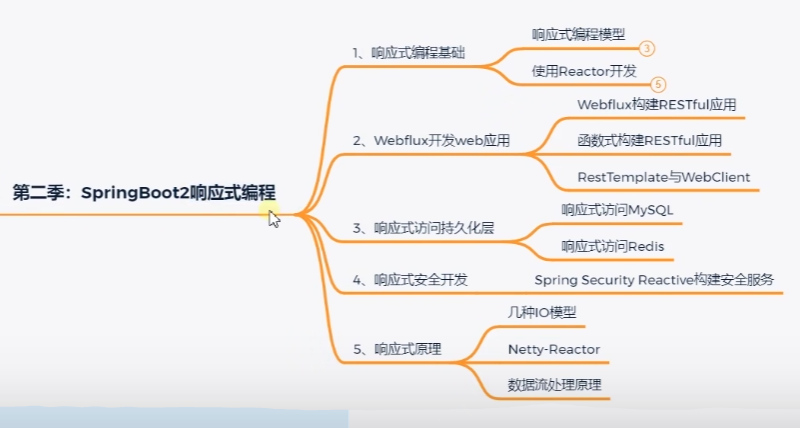 第二季：SpringBoot2响应式编程
1、响应式编程基础
响应式编程模型
3
使用Reactor开发
5
2、Webflux开发web应用
Webflux构建RESTful应用
函数式构建RESTful应用
RestTemplate与WebClient
3、响应式访问持久化层
响应式访问MySQL
响应式访问Redis
4、响应式安全开发
Spring Security Reactive构建安全服务
5、响应式原理
几种IO模型
Netty-Reactor
数据流处理原理